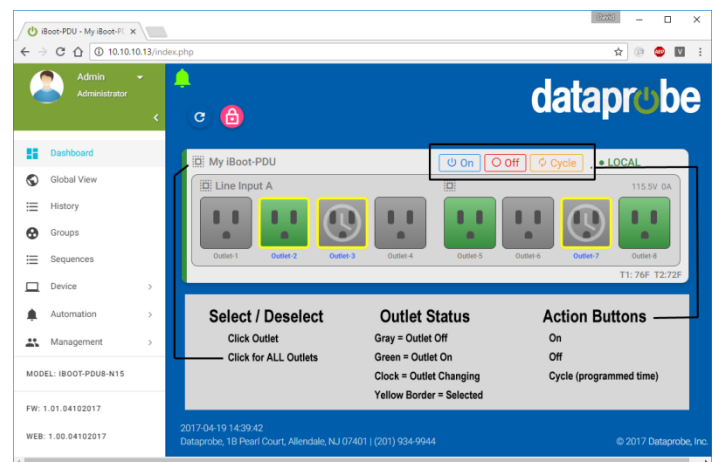 David
iBoot-PDU - My iBoot-P
10.10.10.13/index.php
ABP
V
Admin
Administrator
dataprobe
Dashboard
Global View
History
Groups
Sequences
Device
Automation
Management
MODEL: IBOOT-PDU8-N15
FW: 1.01.04102017
WEB: 1.00.04102017
My iBoot-PDU
On
Off
Cycle
LOCAL
Line Input A
115.5V 0A
Outlet-1
Outlet-2
Outlet-3
Outlet-4
Outlet-5
Outlet-6
Outlet-7
Outlet-8
T1: 76F T2:72F
Select / Deselect
Click Outlet
Click for ALL Outlets
Outlet Status
Gray = Outlet Off
Green = Outlet On
Clock = Outlet Changing
Yellow Border = Selected
Action Buttons
On
Off
Cycle (programmed time)
2017-04-19 14:39:42
Dataprobe, 1B Pearl Court, Allendale, NJ 07401 | (201) 934-9944
© 2017 Dataprobe, Inc.